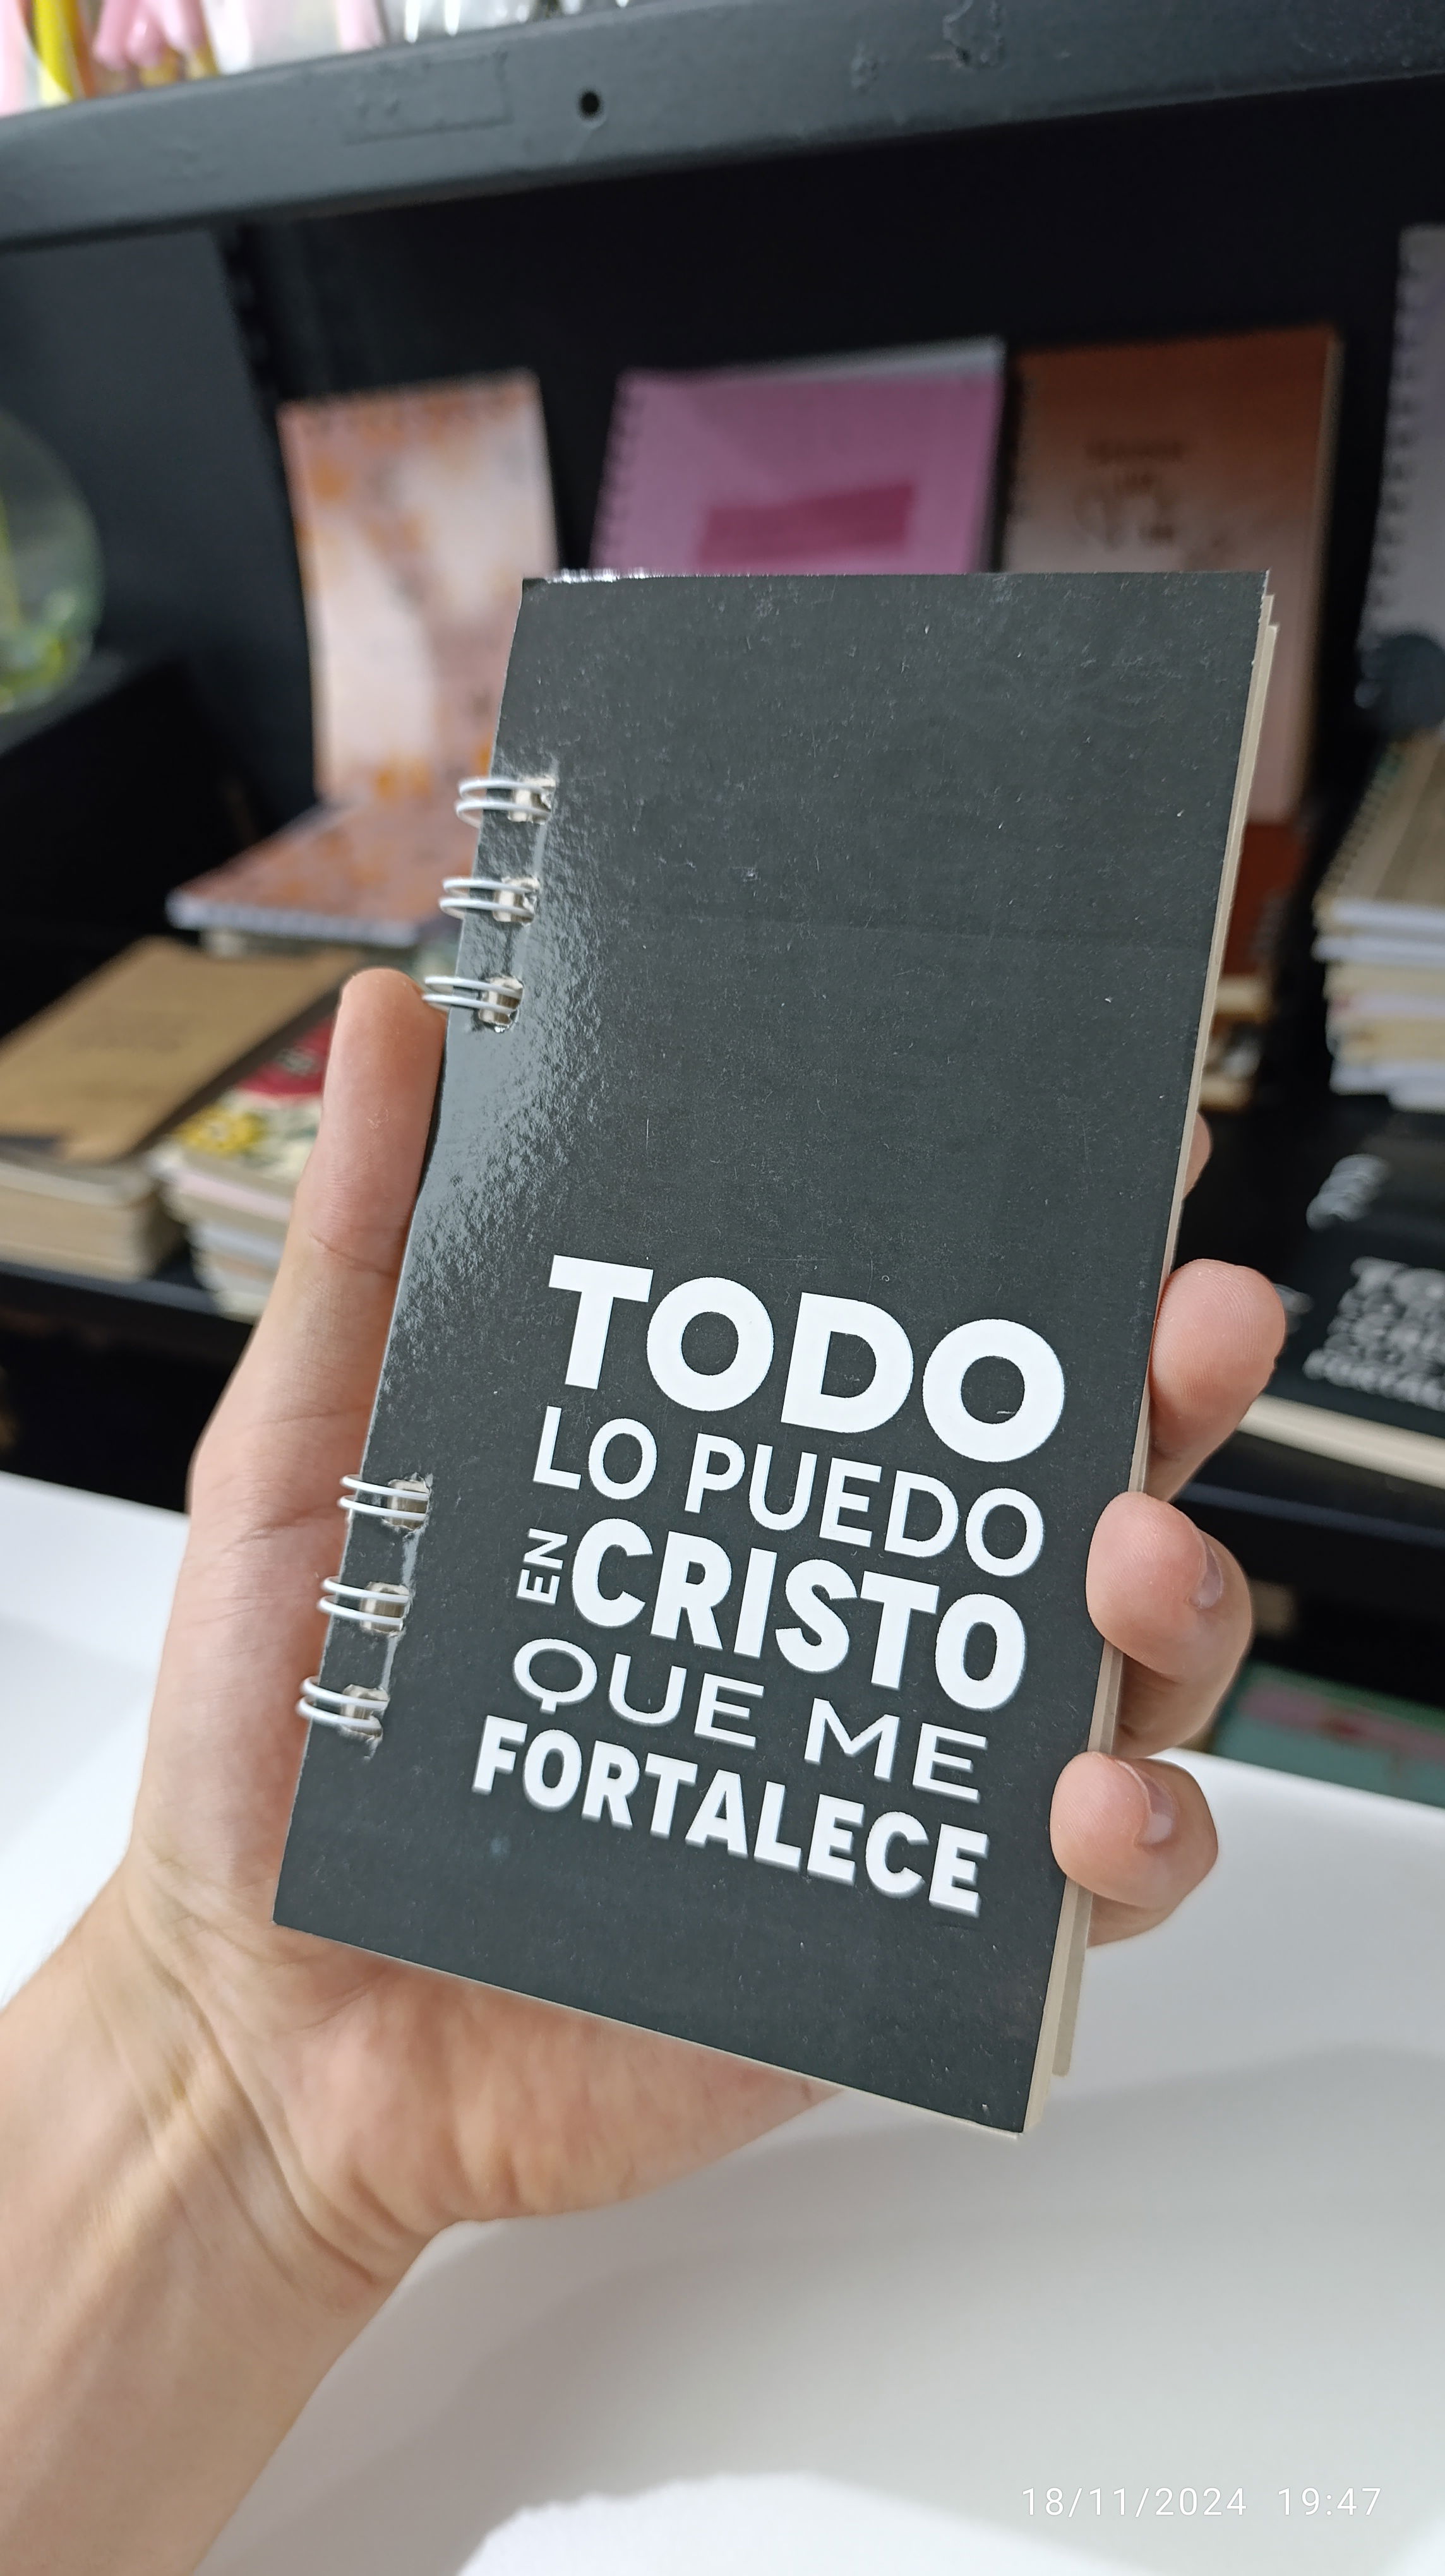 TODO
LO PUEDO
EN CRISTO
QUE ME
FORTALECE
18/11/2024 19:47